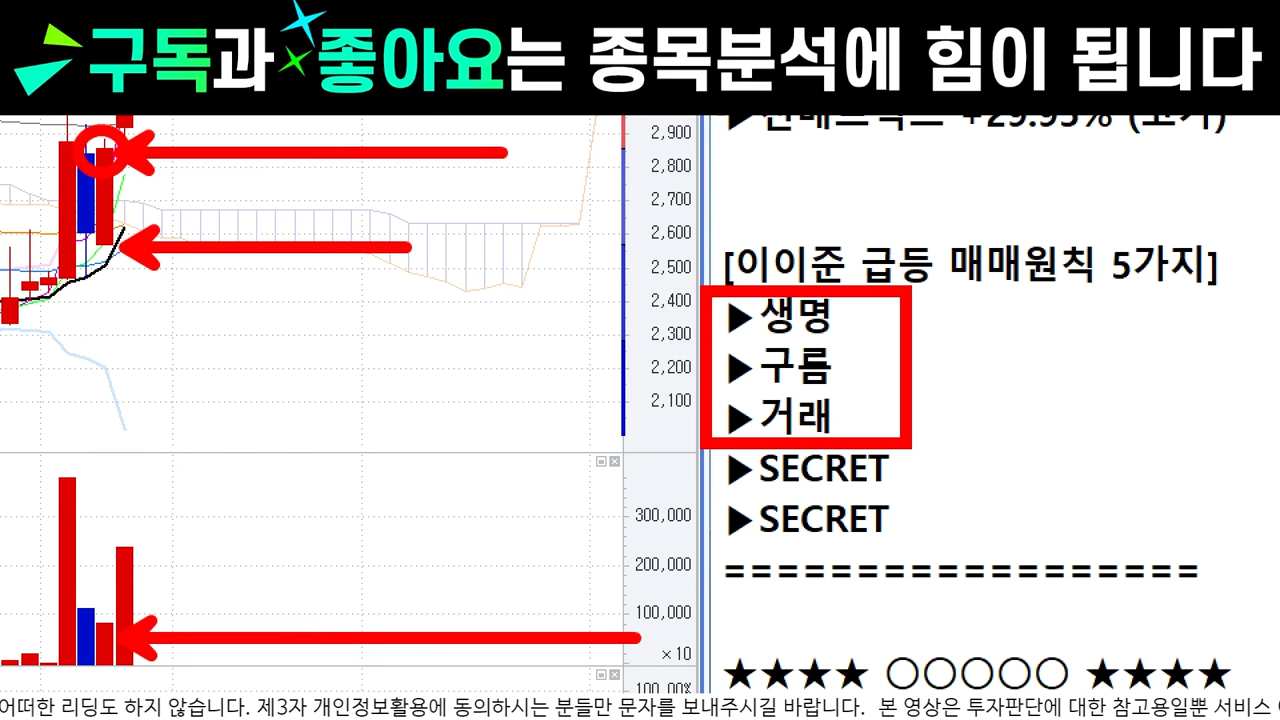 구독과 좋아요는 종목분석에 힘이 됩니다
+29.95% (고가)
2,900
2,800
2,700
2,600
2,500
2,400
2,300
2,200
2,100
300,000
200,000
100,000
×10
100.00%
[이이준 급등 매매원칙 5가지]
▶생명
▶구름
▶거래
▶SECRET
▶SECRET
==================
★★★★ ○○○○○ ★★★★
어떠한 리딩도 하지 않습니다. 제3자 개인정보활용에 동의하시는 분들만 문자를 보내주시길 바랍니다. 본 영상은 투자판단에 대한 참고용일뿐 서비스